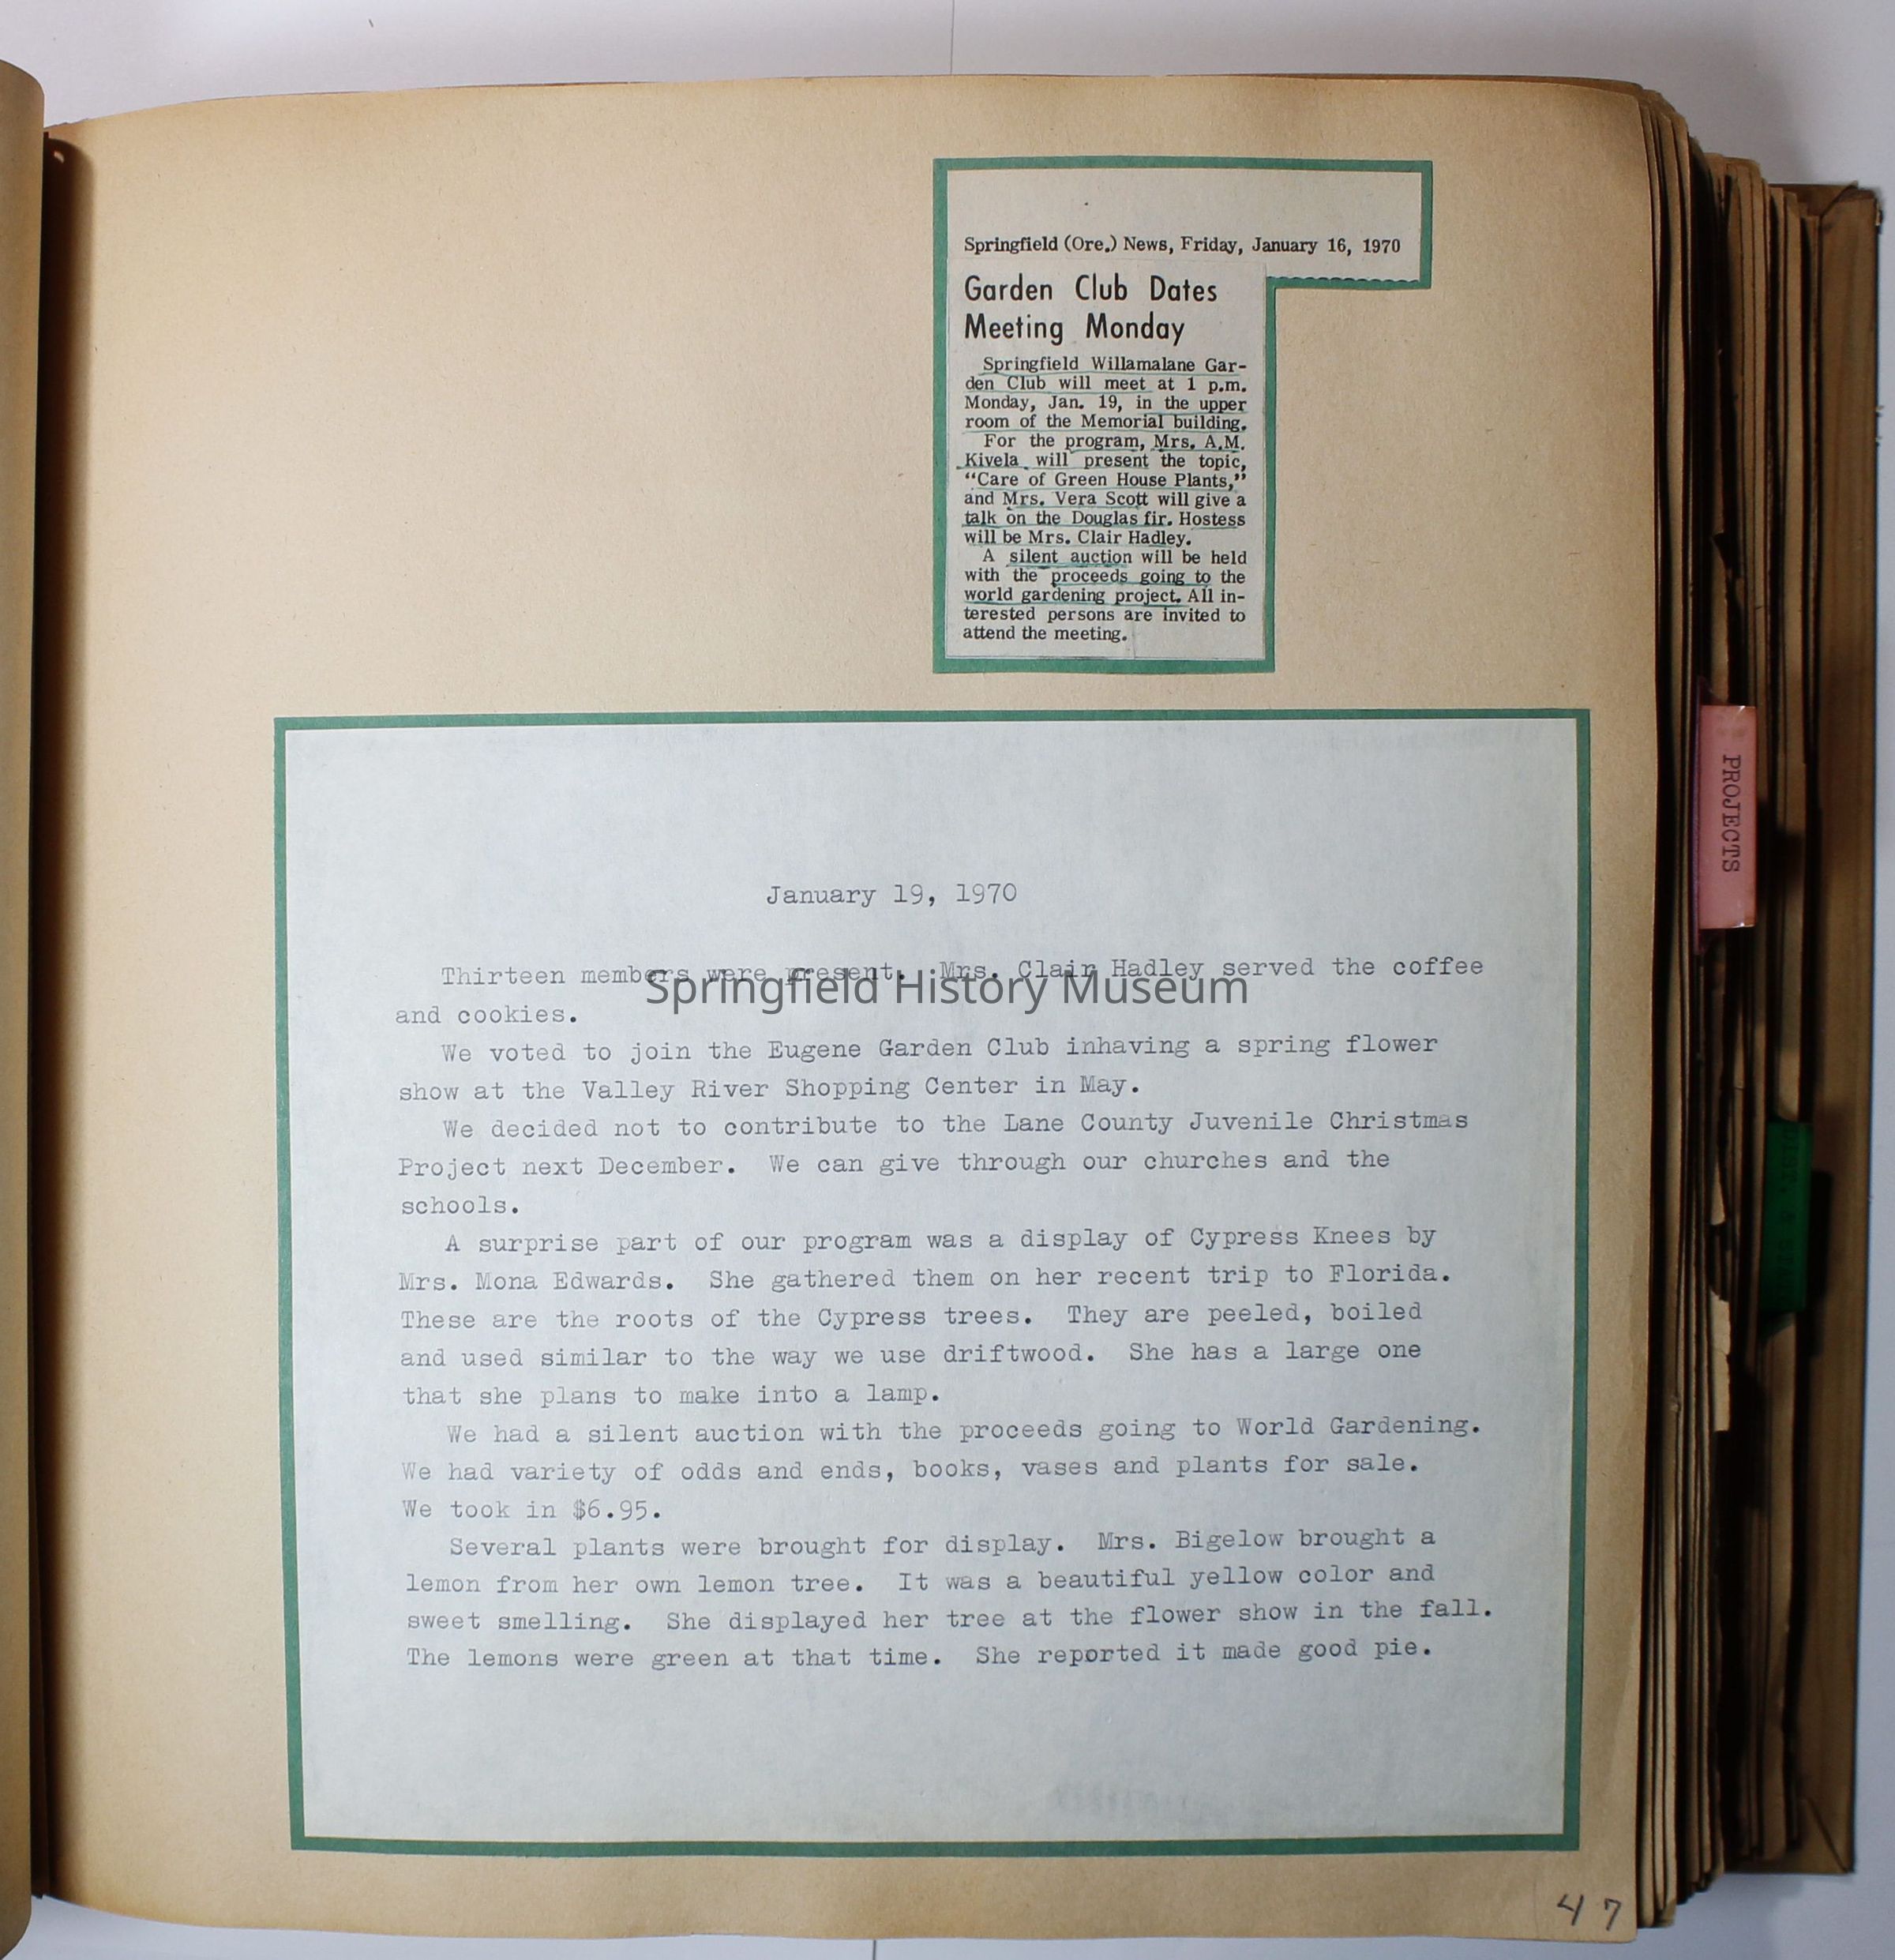 Springfield (Ore.) News, Friday, January 16, 1970
Garden Club Dates
Meeting Monday
Springfield Willamalane Gar-
den Club will meet at 1 p.m.
Monday, Jan. 19, in the upper
room of the Memorial building.
For the program, Mrs. A.M.
Kivela will present the topic,
“Care of Green House Plants,”
and Mrs. Vera Scott will give a
talk on the Douglas fir. Hostess
will be Mrs. Clair Hadley.
A silent auction will be held
with the proceeds going to the
world gardening project. All in-
terested persons are invited to
attend the meeting.
PROJECTS
January 19, 1970
Thirteen members were present. Mrs. Clair Hadley served the coffee
and cookies.
Springfield History Museum
We voted to join the Eugene Garden Club inhaving a spring flower
show at the Valley River Shopping Center in May.
We decided not to contribute to the Lane County Juvenile Christmas
Project next December. We can give through our churches and the
schools.
A surprise part of our program was a display of Cypress Knees by
Mrs. Mona Edwards. She gathered them on her recent trip to Florida.
These are the roots of the Cypress trees. They are peeled, boiled
and used similar to the way we use driftwood. She has a large one
that she plans to make into a lamp.
We had a silent auction with the proceeds going to World Gardening.
We had variety of odds and ends, books, vases and plants for sale.
We took in $6.95.
Several plants were brought for display. Mrs. Bigelow brought a
lemon from her own lemon tree. It was a beautiful yellow color and
sweet smelling. She displayed her tree at the flower show in the fall.
The lemons were green at that time. She reported it made good pie.
47